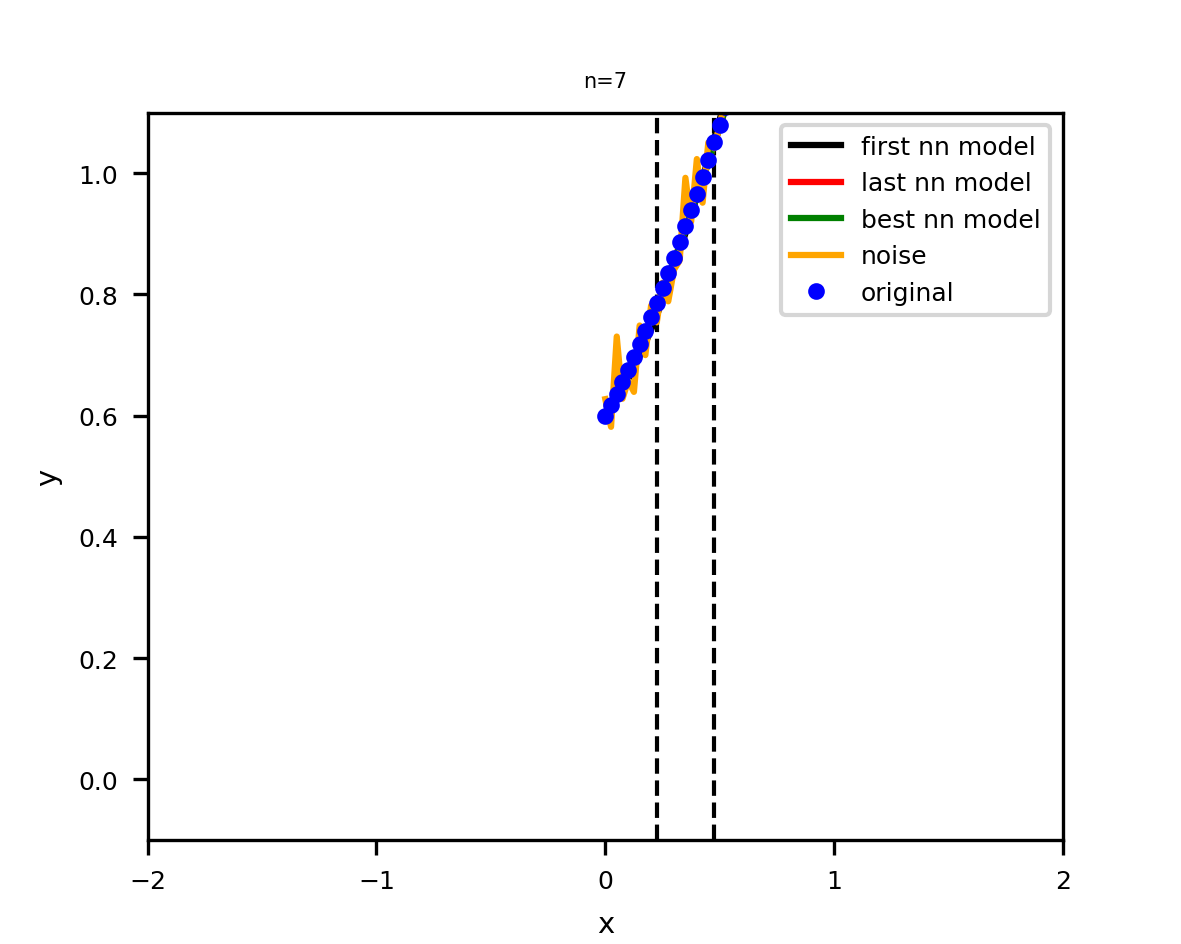 n=7
1.0
0.8
0.6
0.4
0.2
0.0
y
−2
−1
0
1
2
x
first nn model
last nn model
best nn model
noise
original